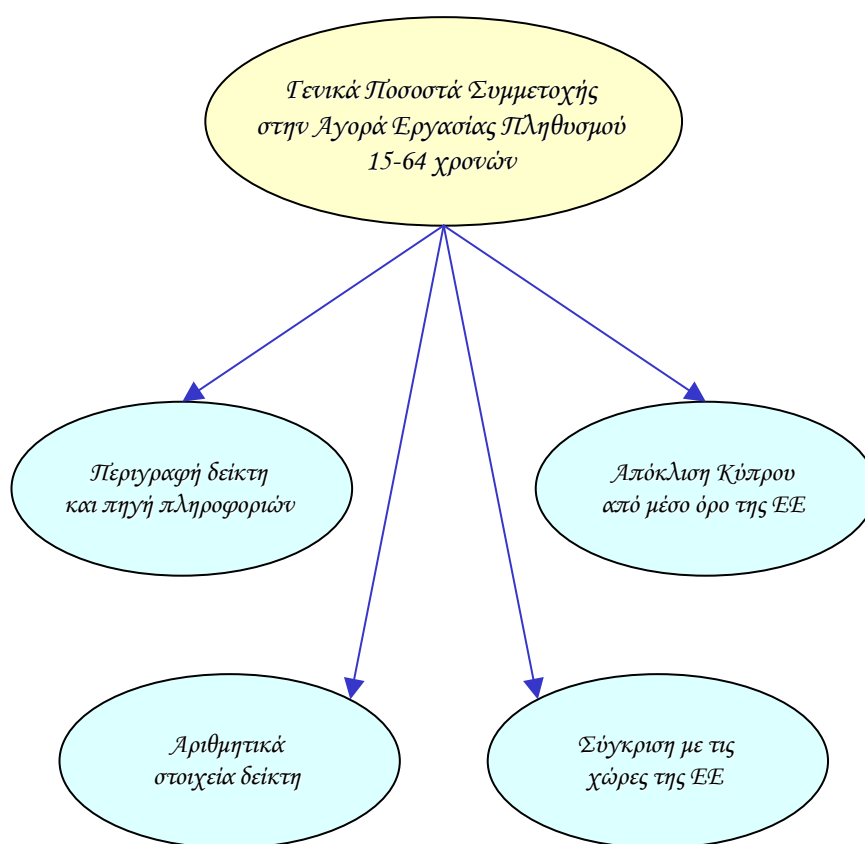 Γενικά Ποσοστά Συμμετοχής
στην Αγορά Εργασίας Πληθυσμού
15-64 χρονών
Περιγραφή δείκτη
και πηγή πληροφοριών
Απόκλιση Κύπρου
από μέσο όρο της ΕΕ
Αριθμητικά
στοιχεία δείκτη
Σύγκριση με τις
χώρες της ΕΕ